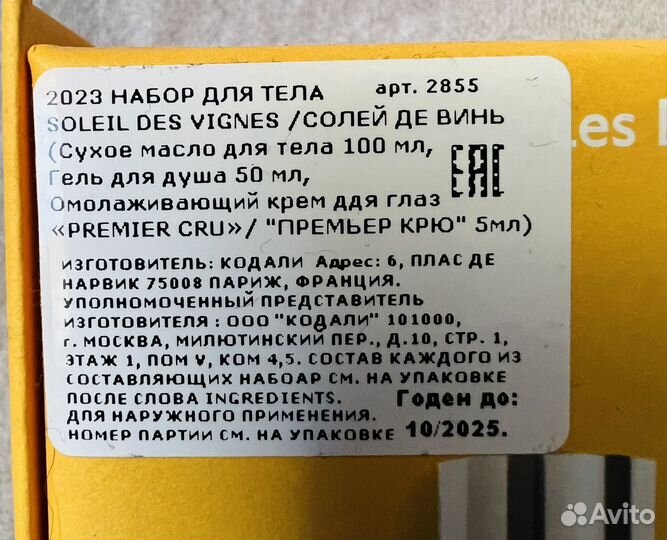 2023 НАБОР ДЛЯ ТЕЛА арт. 2855
SOLEIL DES VIGNES /СОЛЕЙ ДЕ ВИНЬ
(Сухое масло для тела 100 мл,
Гель для душа 50 мл,
Омолаживающий крем ддя глаз
«PREMIER CRU»/ "ПРЕМЬЕР КРЮ" 5мл)
EAC
ИЗГОТОВИТЕЛЬ: КОДАЛИ Адрес: 6, ПЛАС ДЕ
НАРВИК 75008 ПАРИЖ, ФРАНЦИЯ.
УПОЛНОМОЧЕННЫЙ ПРЕДСТАВИТЕЛЬ
ИЗГОТОВИТЕЛЯ : ООО "КОДАЛИ" 101000,
г. МОСКВА, МИЛЮТИНСКИЙ ПЕР., Д.10, СТР. 1,
ЭТАЖ 1, ПОМ V, КОМ 4,5. СОСТАВ КАЖДОГО ИЗ
СОСТАВЛЯЮЩИХ НАБОАР СМ. НА УПАКОВКЕ
ПОСЛЕ СЛОВА INGREDIENTS. Годен до:
ДЛЯ НАРУЖНОГО ПРИМЕНЕНИЯ.
НОМЕР ПАРТИИ СМ. НА УПАКОВКЕ 10/2025.
Les
Avito